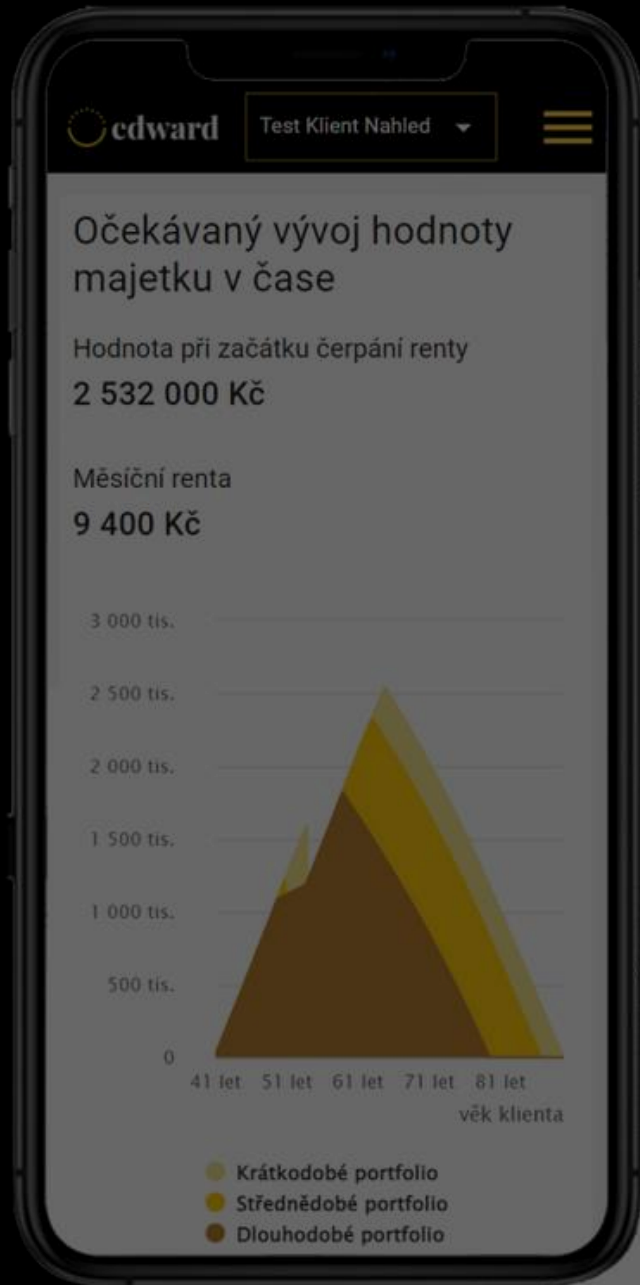 edward
Test Klient Nahled
Očekávaný vývoj hodnoty
majetku v čase
Hodnota při začátku čerpání renty
2 532 000 Kč
Měsíční renta
9 400 Kč
3 000 tis.
2 500 tis.
2 000 tis.
1 500 tis.
1 000 tis.
500 tis.
0
41 let 51 let 61 let 71 let 81 let
věk klienta
Krátkodobé portfolio
Střednědobé portfolio
Dlouhodobé portfolio